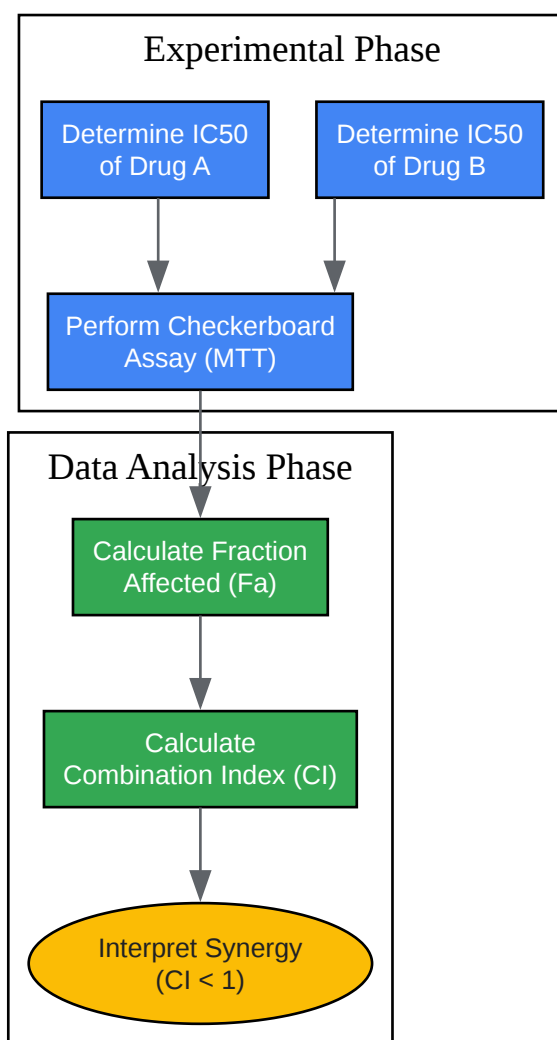 Experimental Phase
Determine IC50
of Drug A
Determine IC50
of Drug B
Perform Checkerboard
Assay (MTT)
Data Analysis Phase
Calculate Fraction
Affected (Fa)
Calculate
Combination Index (CI)
Interpret Synergy
(CI < 1)